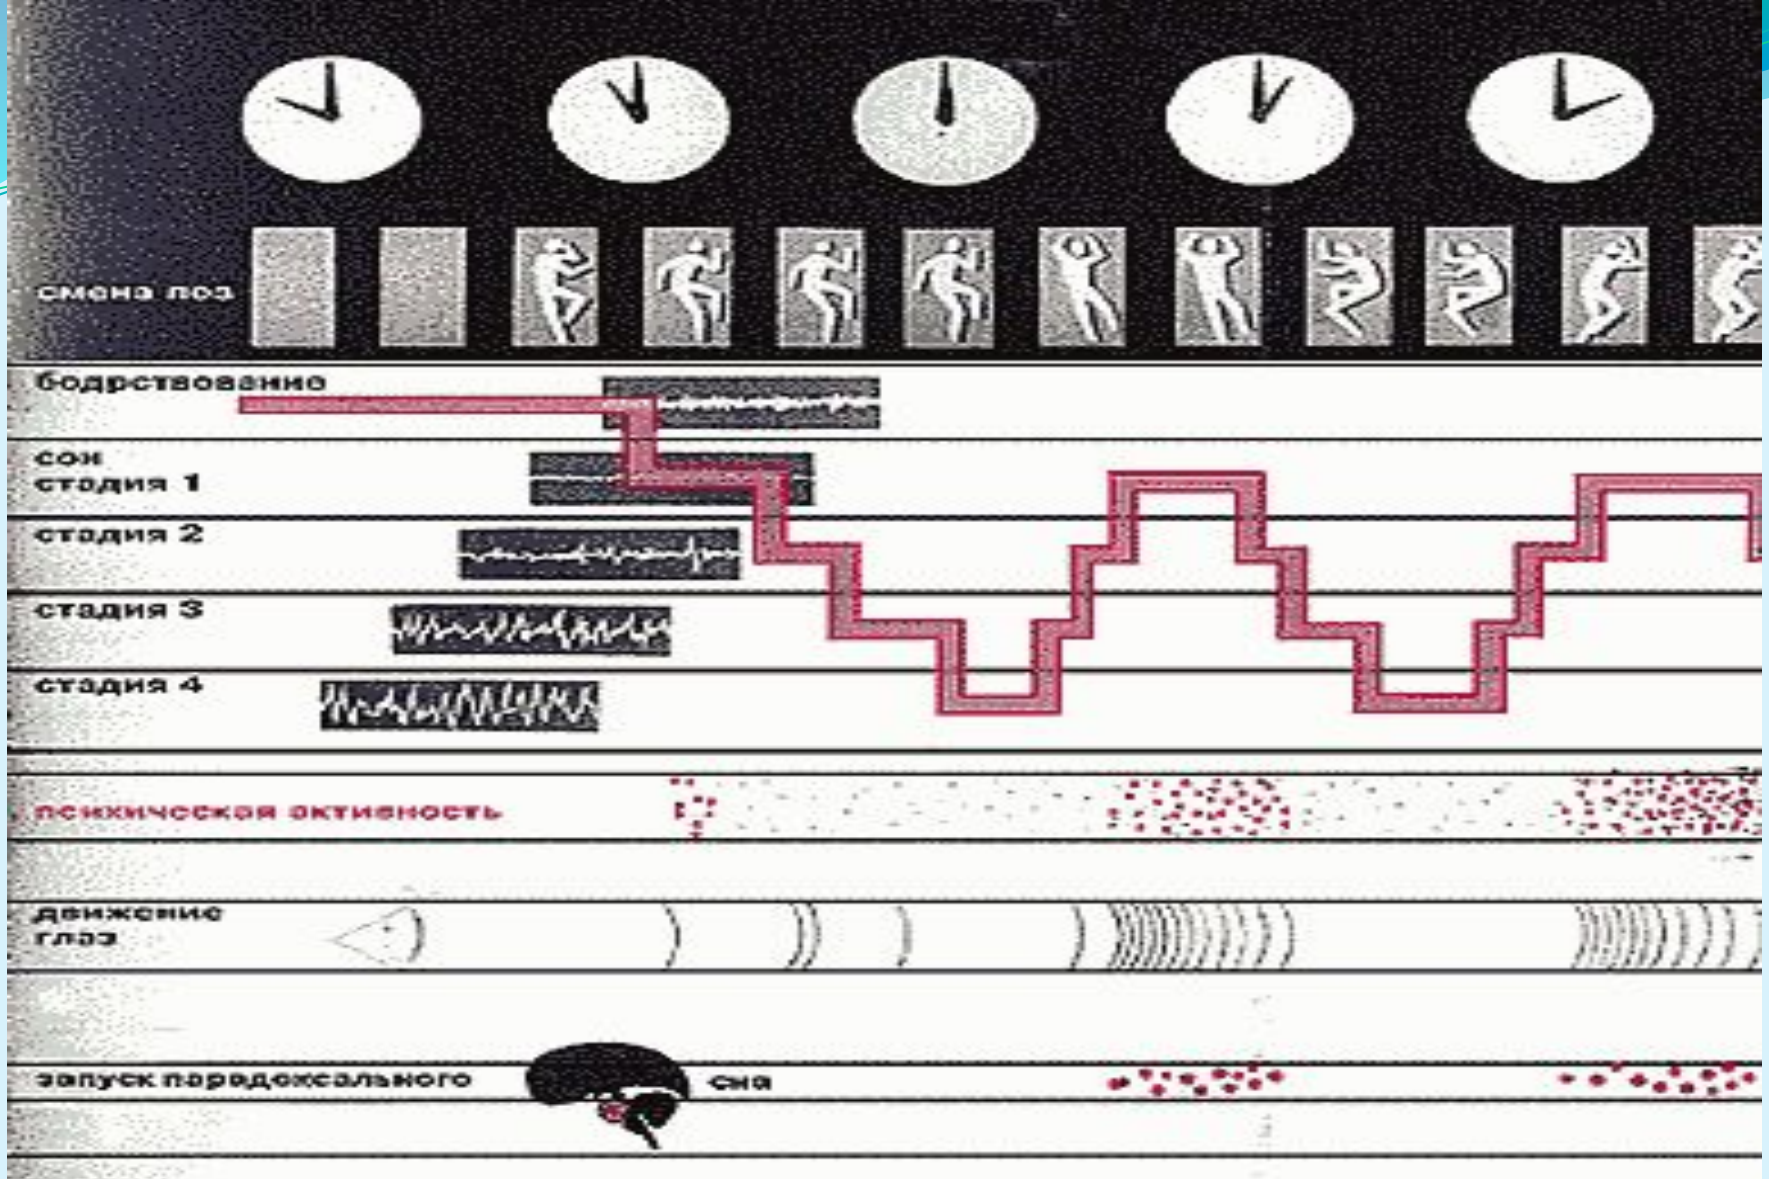 смена поз
бодрствование
сон
стадия 1
стадия 2
стадия 3
стадия 4
психическая активность
движение
глаз
запуск парадоксального сна